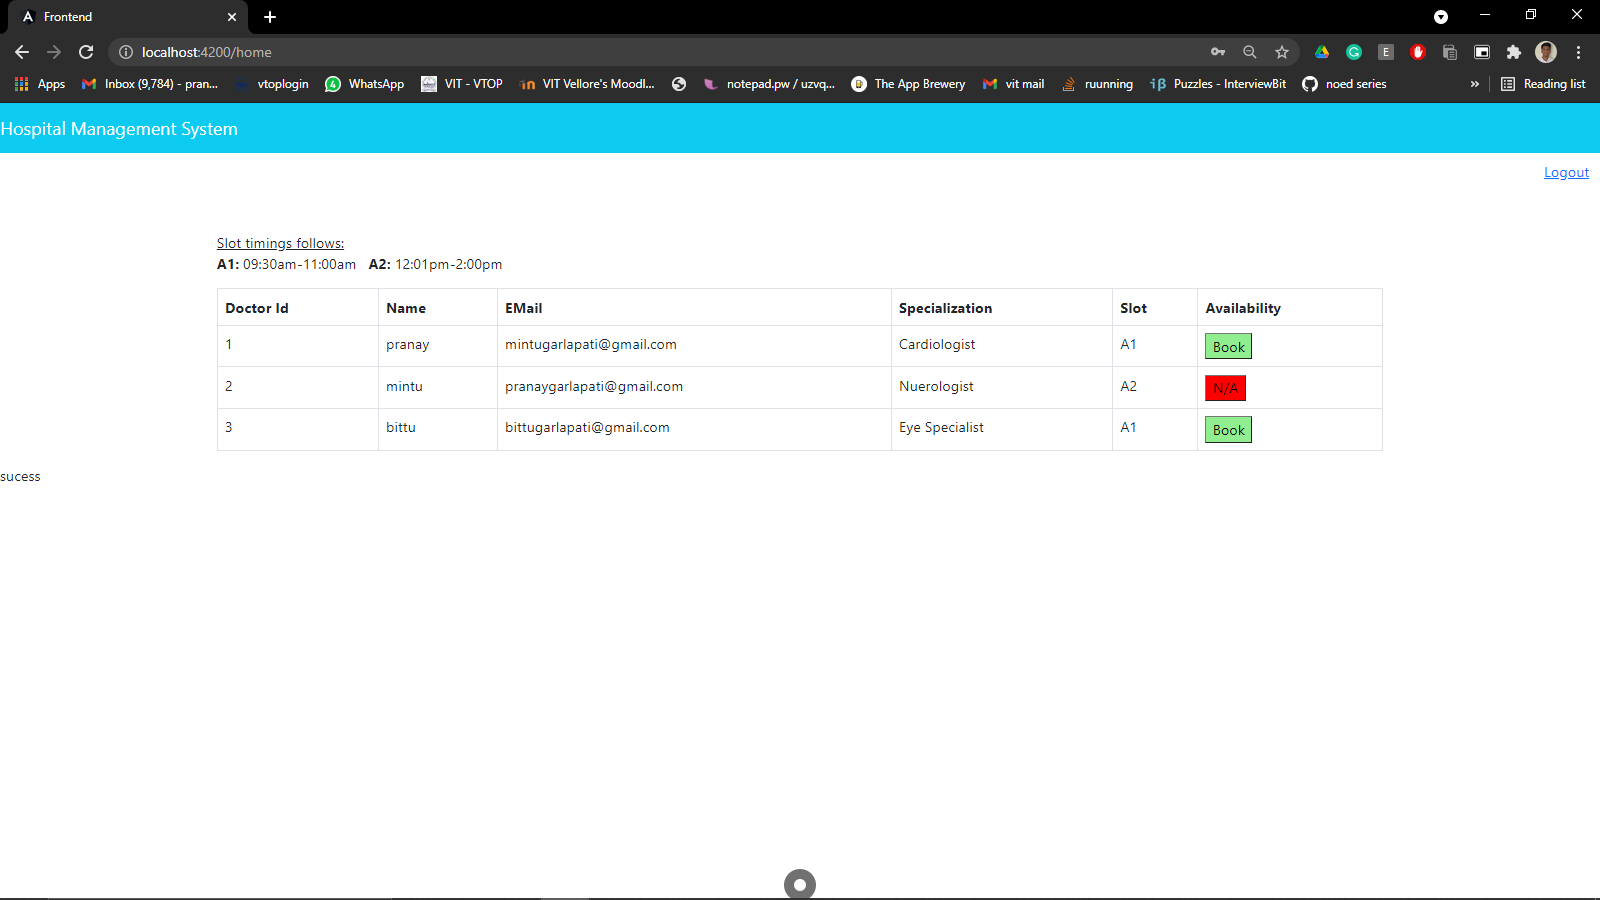 Frontend
localhost:4200/home
Apps Inbox (9,784) - pran... vtoplogin WhatsApp VIT - VTOP VIT Vellore's Moodl... notepad.pw / uzvq... The App Brewery vit mail ruunning iB Puzzles - InterviewBit noed series » Reading list
Hospital Management System
Logout
Slot timings follows:
A1: 09:30am-11:00am A2: 12:01pm-2:00pm
Doctor Id Name EMail Specialization Slot Availability
1 pranay mintugarlapati@gmail.com Cardiologist A1 Book
2 mintu pranaygarlapati@gmail.com Nuerologist A2 N/A
3 bittu bittugarlapati@gmail.com Eye Specialist A1 Book
sucess